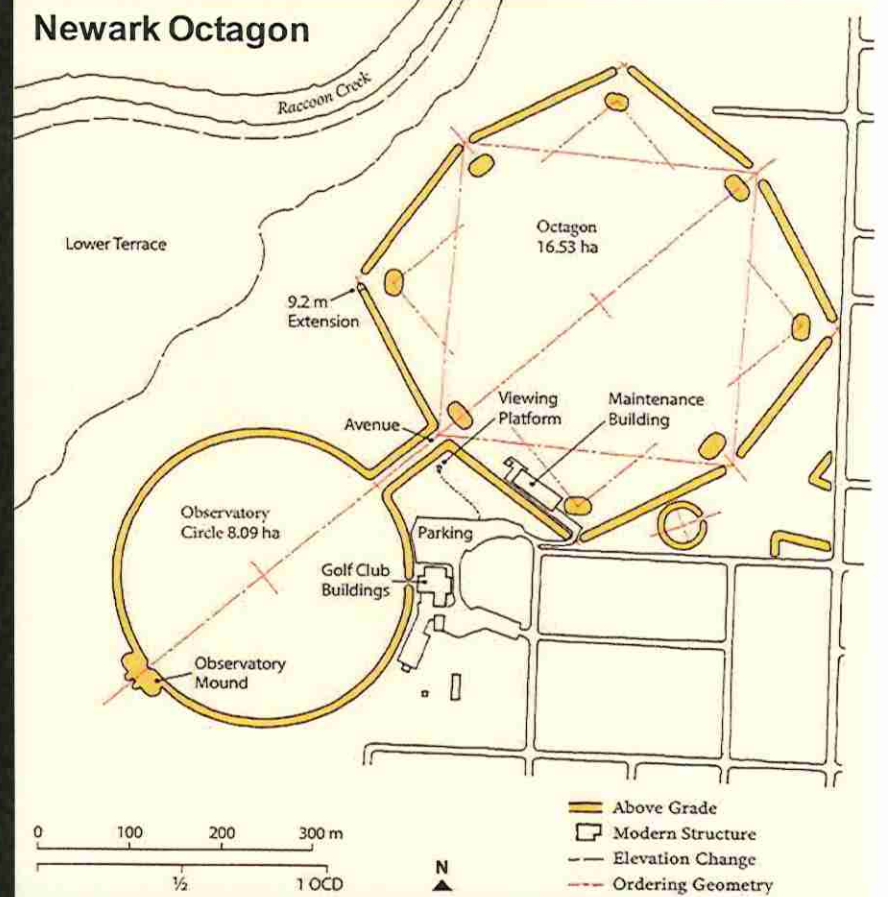 Newark Octagon
Raccoon Creek
Lower Terrace
Octagon
16.53 ha
9.2 m
Extension
Viewing
Platform
Maintenance
Building
Avenue
Observatory
Circle 8.09 ha
Parking
Golf Club
Buildings
Observatory
Mound
0 100 200 300 m
½ 1 OCD
N
Above Grade
Modern Structure
Elevation Change
Ordering Geometry